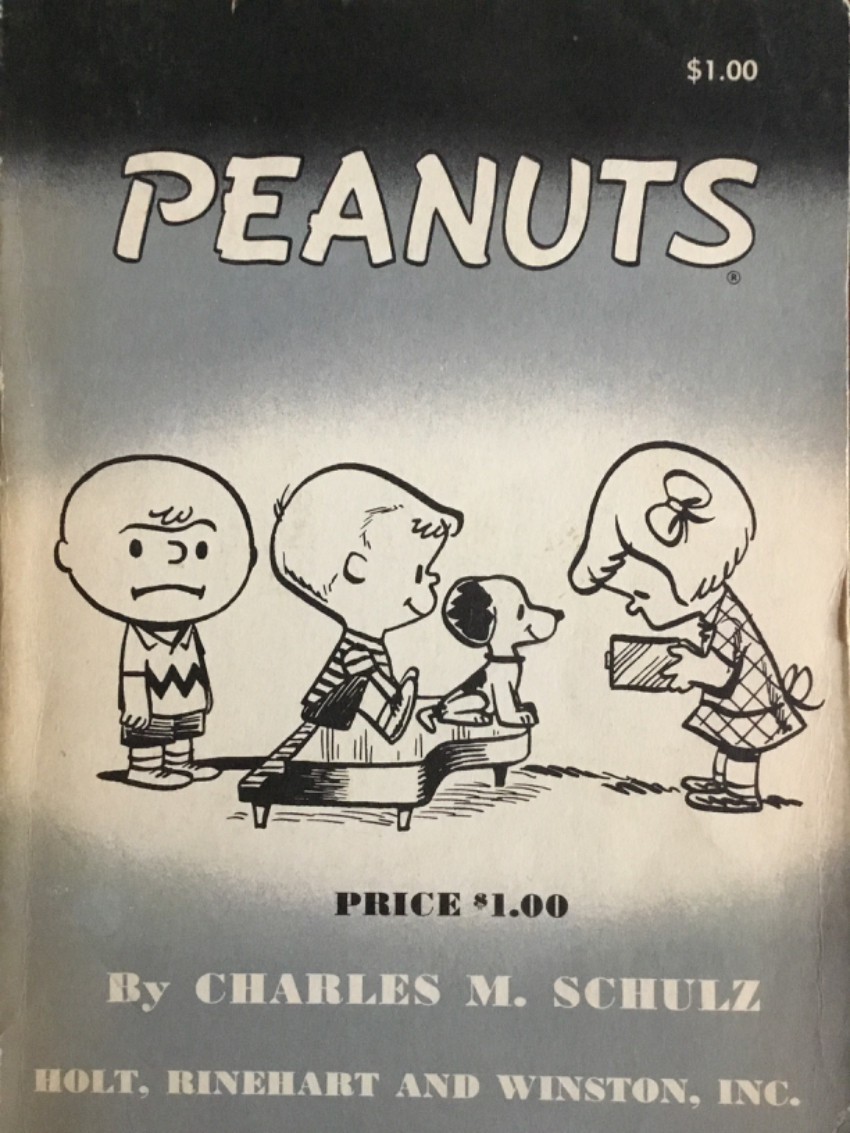 $1.00
PEANUTS
®
PRICE $1.00
By CHARLES M. SCHULZ
HOLT, RINEHART AND WINSTON, INC.